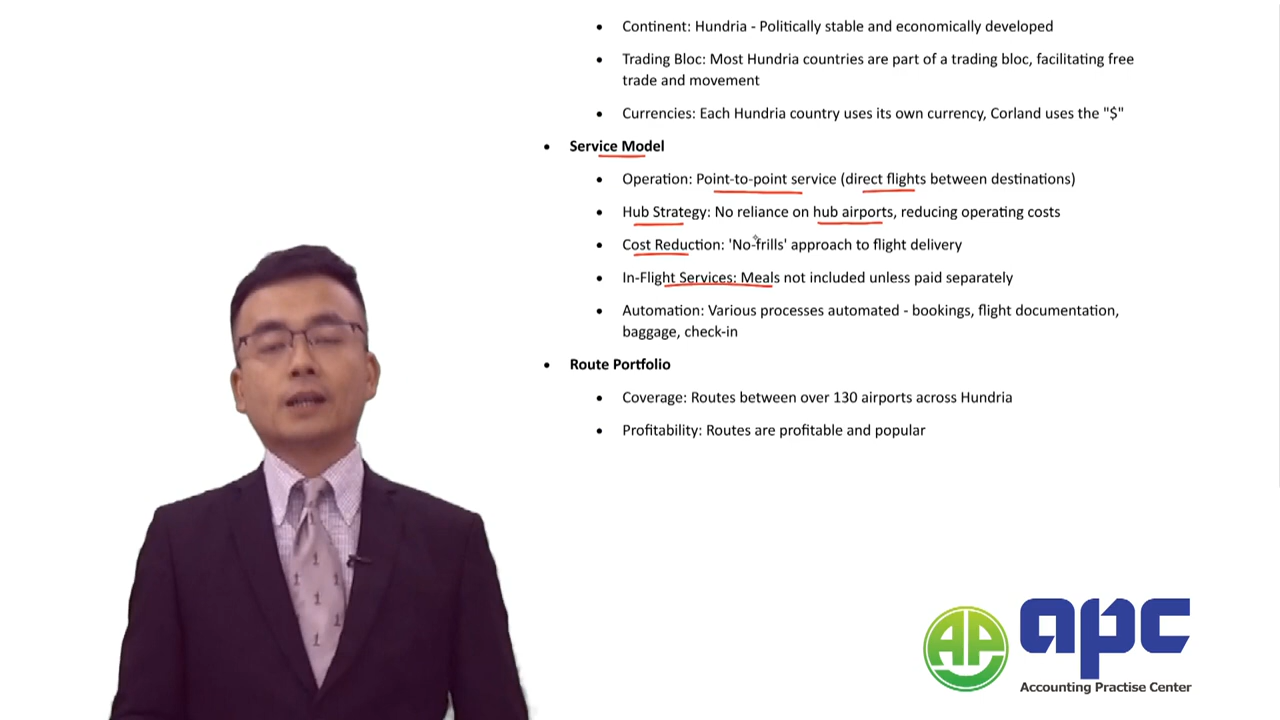 • Continent: Hundria - Politically stable and economically developed
• Trading Bloc: Most Hundria countries are part of a trading bloc, facilitating free
trade and movement
• Currencies: Each Hundria country uses its own currency, Corland uses the "$"
• Service Model
• Operation: Point-to-point service (direct flights between destinations)
• Hub Strategy: No reliance on hub airports, reducing operating costs
• Cost Reduction: 'No-frills' approach to flight delivery
• In-Flight Services: Meals not included unless paid separately
• Automation: Various processes automated - bookings, flight documentation,
baggage, check-in
• Route Portfolio
• Coverage: Routes between over 130 airports across Hundria
• Profitability: Routes are profitable and popular
AP apc
Accounting Practise Center